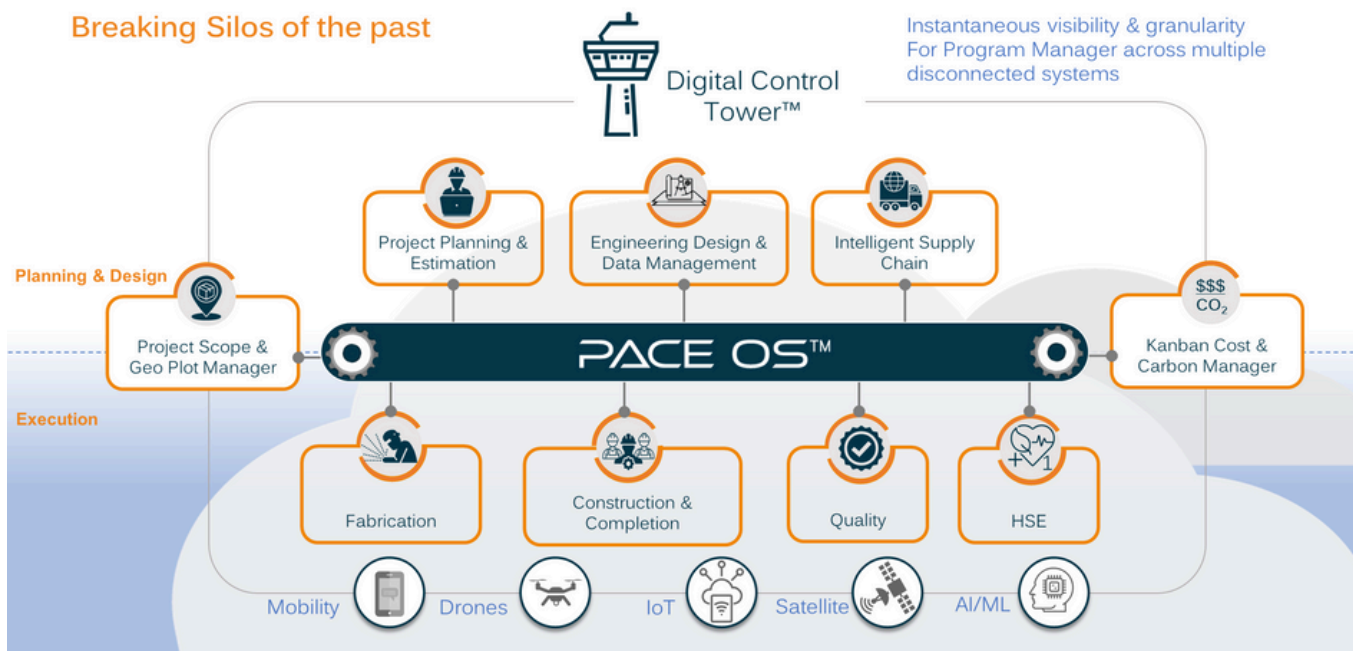 Breaking Silos of the past
Instantaneous visibility & granularity
For Program Manager across multiple
disconnected systems
Digital Control
Tower™
Project Planning &
Estimation
Engineering Design &
Data Management
Intelligent Supply
Chain
Planning & Design
Project Scope &
Geo Plot Manager
PACE OS™
$$$
CO₂
Kanban Cost &
Carbon Manager
Execution
Fabrication
Construction &
Completion
Quality
+1
HSE
Mobility
Drones
IoT
Satellite
AI/ML